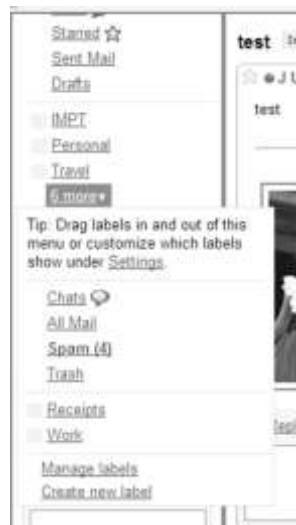 Starred
Sent Mail
Drafts
IMPT
Personal
Travel
6 more▾
Tip: Drag labels in and out of this
menu or customize which labels
show under Settings.
Chats
All Mail
Spam (4)
Trash
Receipts
Work
Manage labels
Create new label
test
J U
test